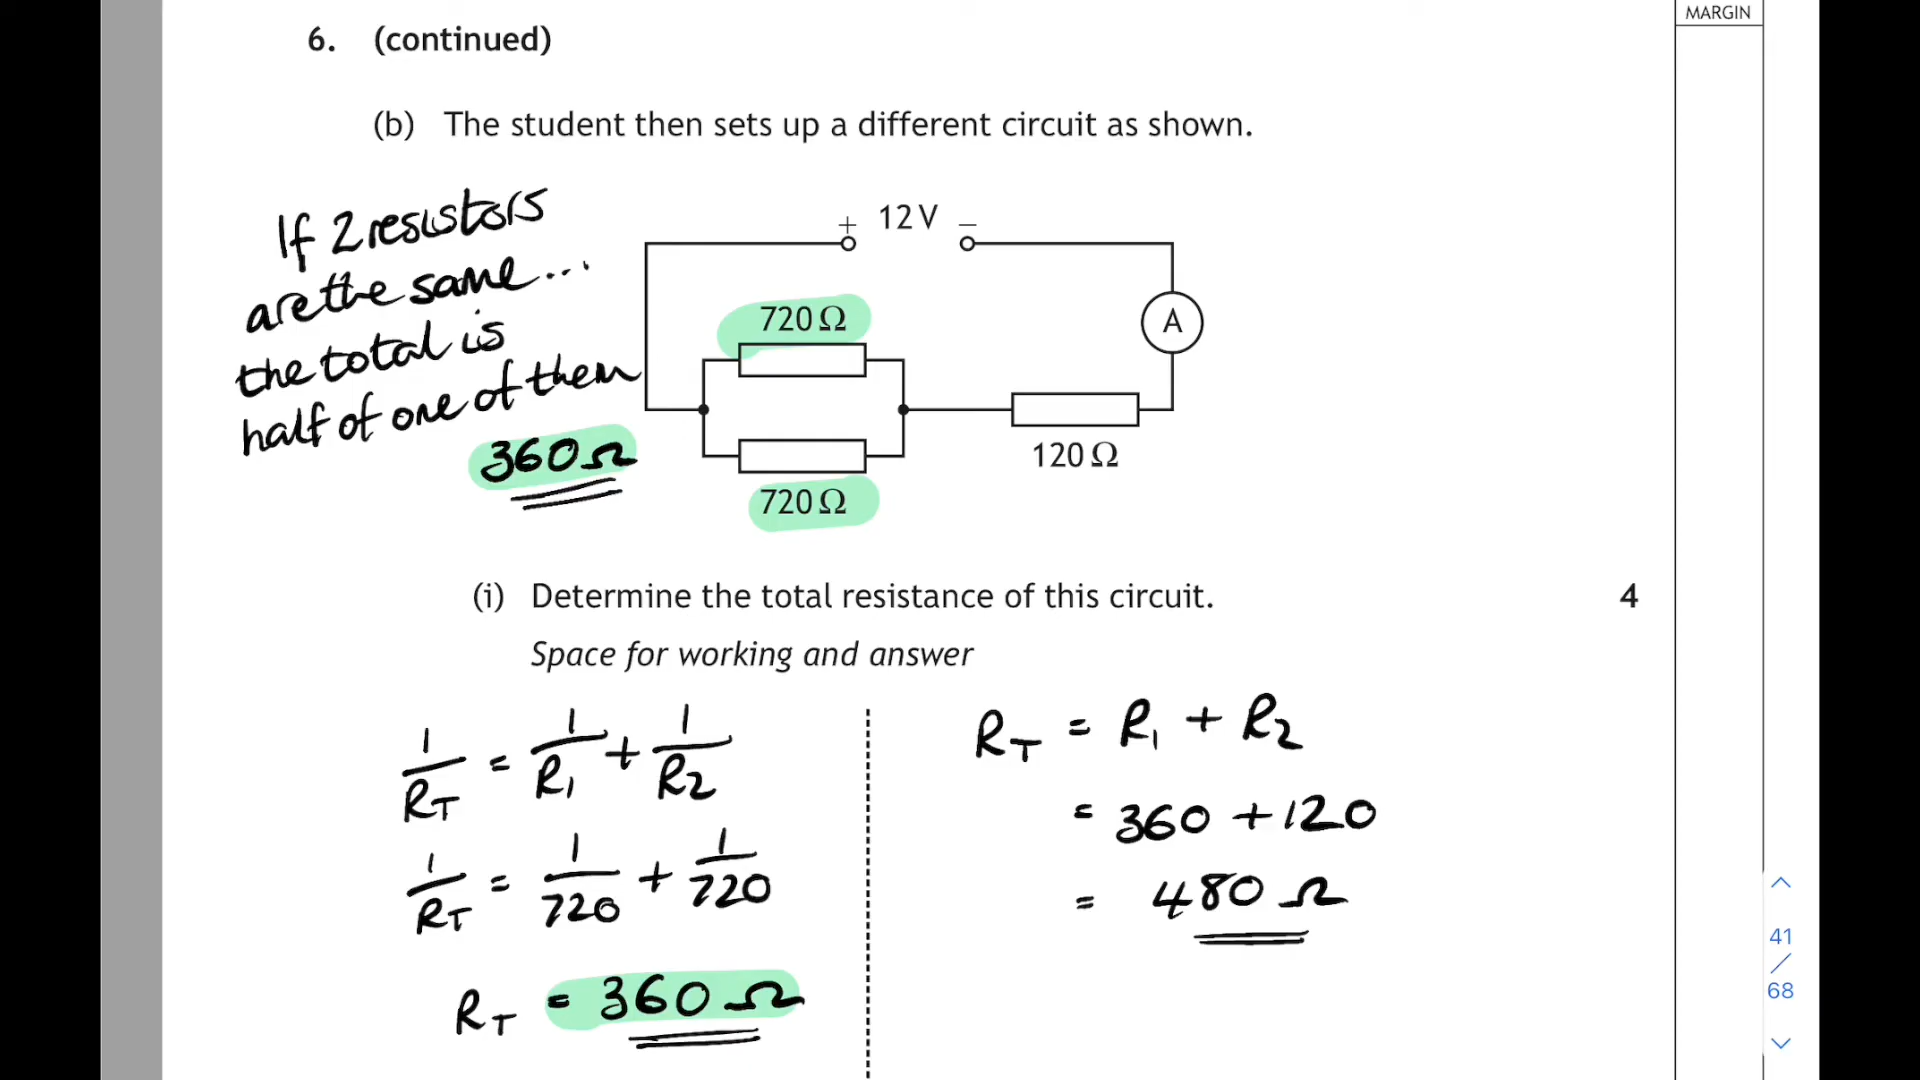 MARGIN
6. (continued)
(b) The student then sets up a different circuit as shown.
If 2 resistors
are the same...
the total is
half of one of them
360Ω
+ 12 V −
720 Ω
A
120 Ω
720 Ω
(i) Determine the total resistance of this circuit. 4
Space for working and answer
1/RT = 1/R1 + 1/R2
1/RT = 1/720 + 1/720
RT = 360 Ω
RT = R1 + R2
= 360 + 120
= 480 Ω
41
/
68